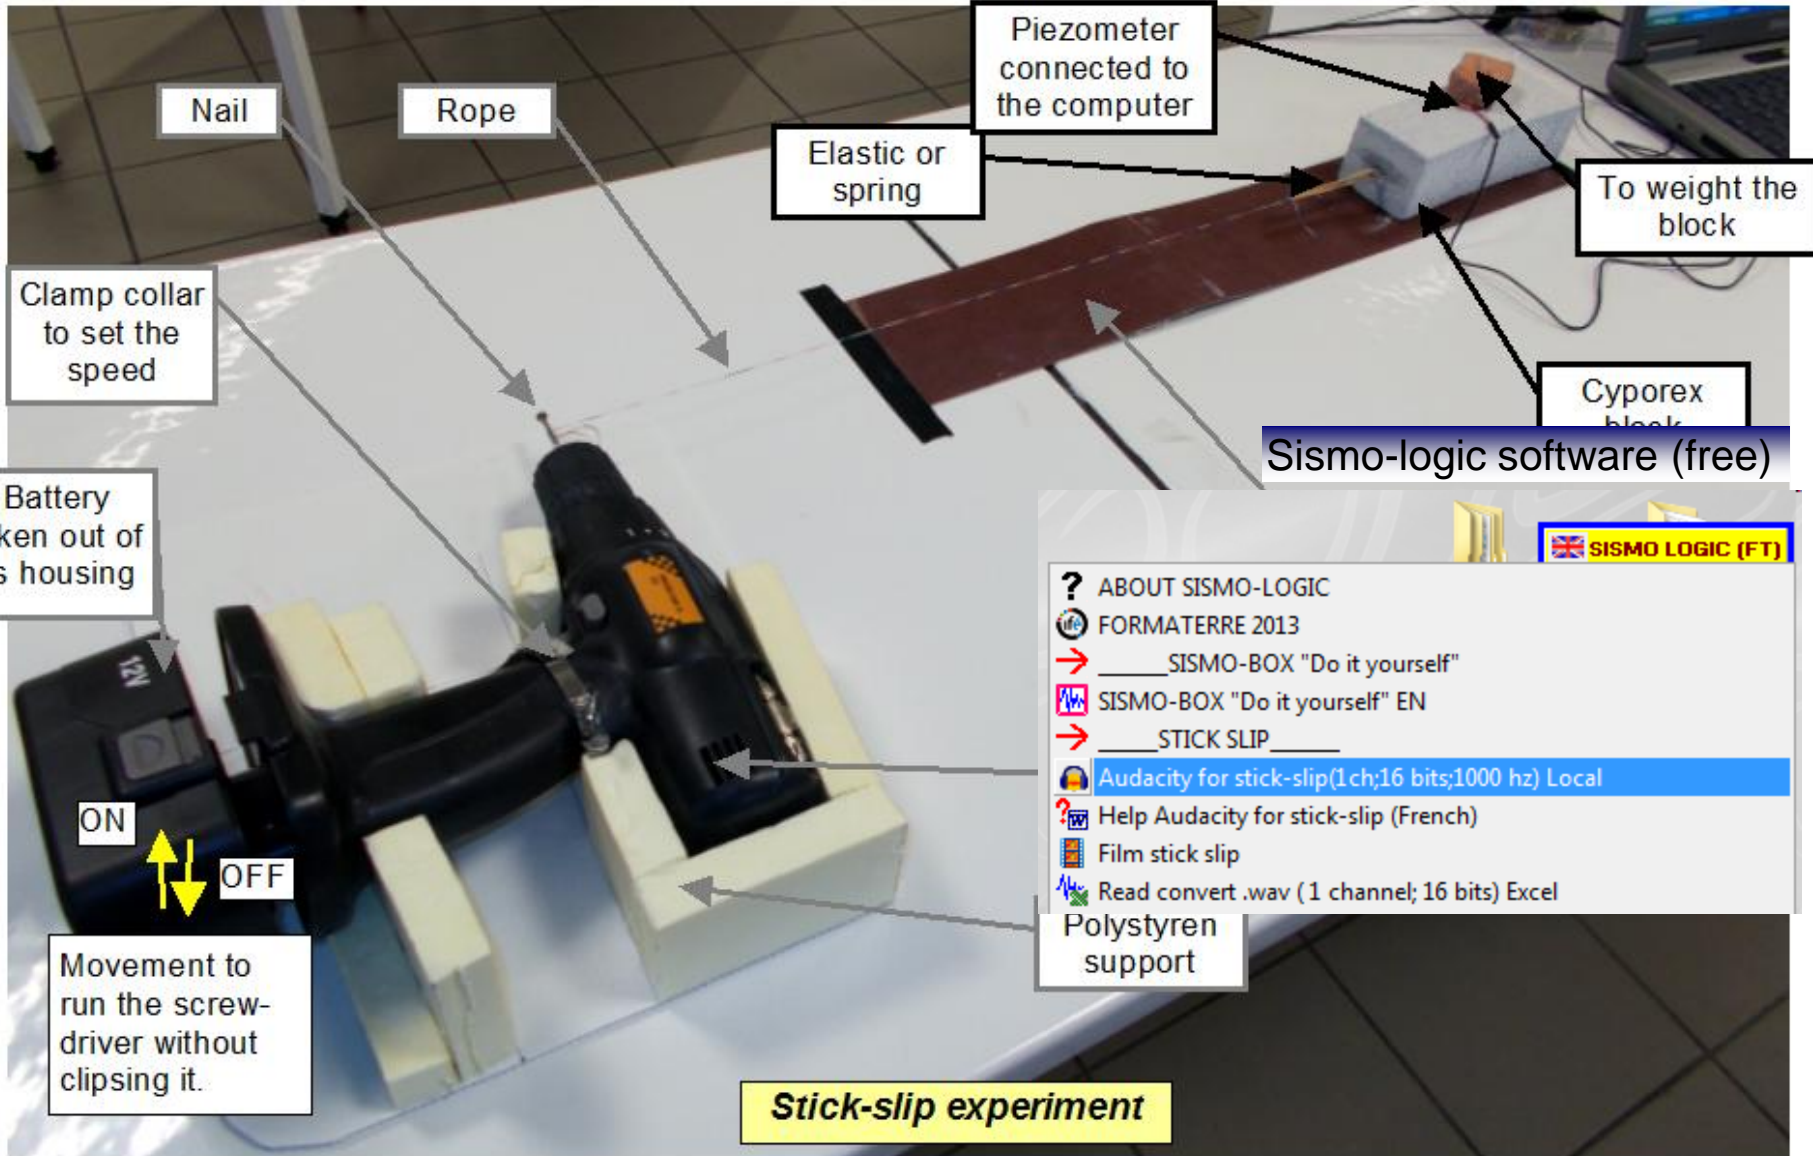 Piezometer
connected to
the computer
Nail
Rope
Elastic or
spring
To weight the
block
Clamp collar
to set the
speed
Cyporex
block
Sismo-logic software (free)
Battery
ken out of
s housing
SISMO LOGIC (FT)
? ABOUT SISMO-LOGIC
ifé FORMATERRE 2013
______SISMO-BOX "Do it yourself"
SISMO-BOX "Do it yourself" EN
_____STICK SLIP_____
Audacity for stick-slip(1ch;16 bits;1000 hz) Local
Help Audacity for stick-slip (French)
Film stick slip
Read convert .wav ( 1 channel; 16 bits) Excel
12V
ON
OFF
Polystyren
support
Movement to
run the screw-
driver without
clipsing it.
Stick-slip experiment